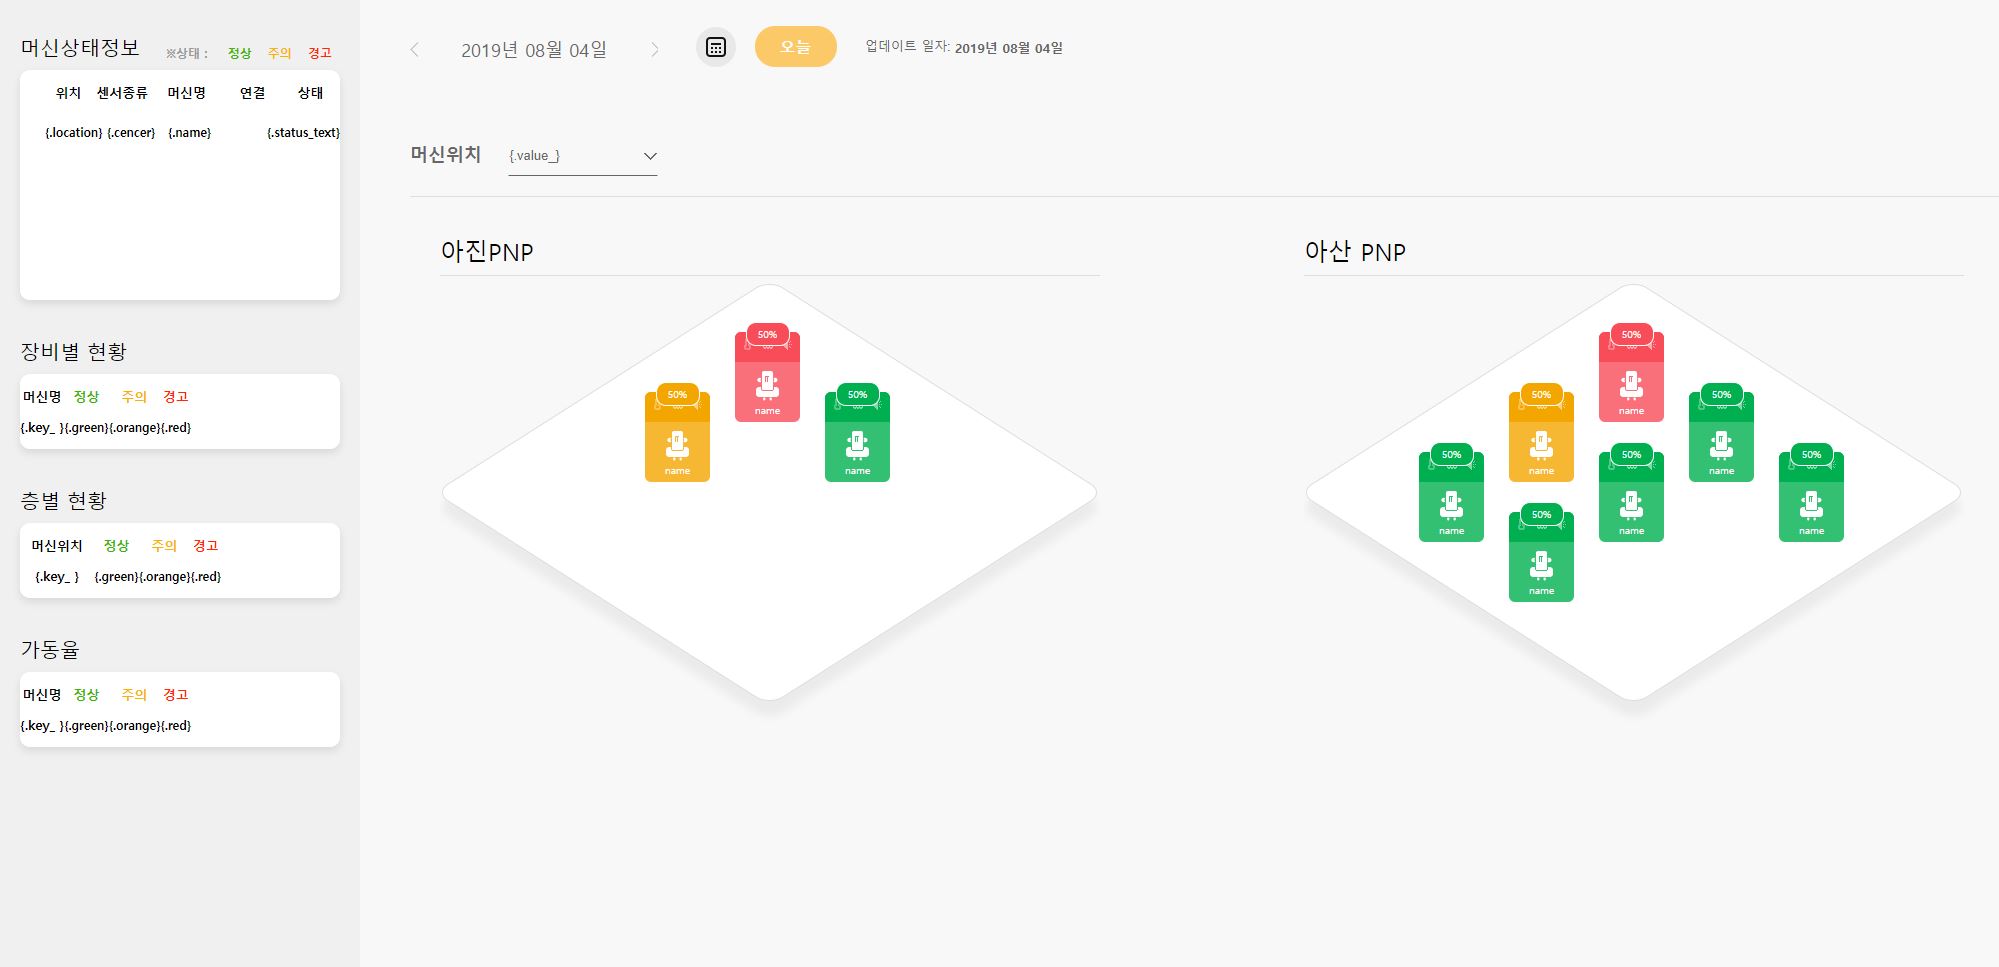 머신상태정보 ※상태 : 정상 주의 경고
위치 센서종류 머신명 연결 상태
{.location} {.cencer} {.name} {.status_text}
장비별 현황
머신명 정상 주의 경고
{.key_ }{.green}{.orange}{.red}
층별 현황
머신위치 정상 주의 경고
{.key_ } {.green}{.orange}{.red}
가동율
머신명 정상 주의 경고
{.key_ }{.green}{.orange}{.red}
2019년 08월 04일 오늘 업데이트 일자: 2019년 08월 04일
머신위치 {.value_}
아진PNP
50%
name
50%
name
50%
name
아산 PNP
50%
name
50%
name
50%
name
50%
name
50%
name
50%
name
50%
name